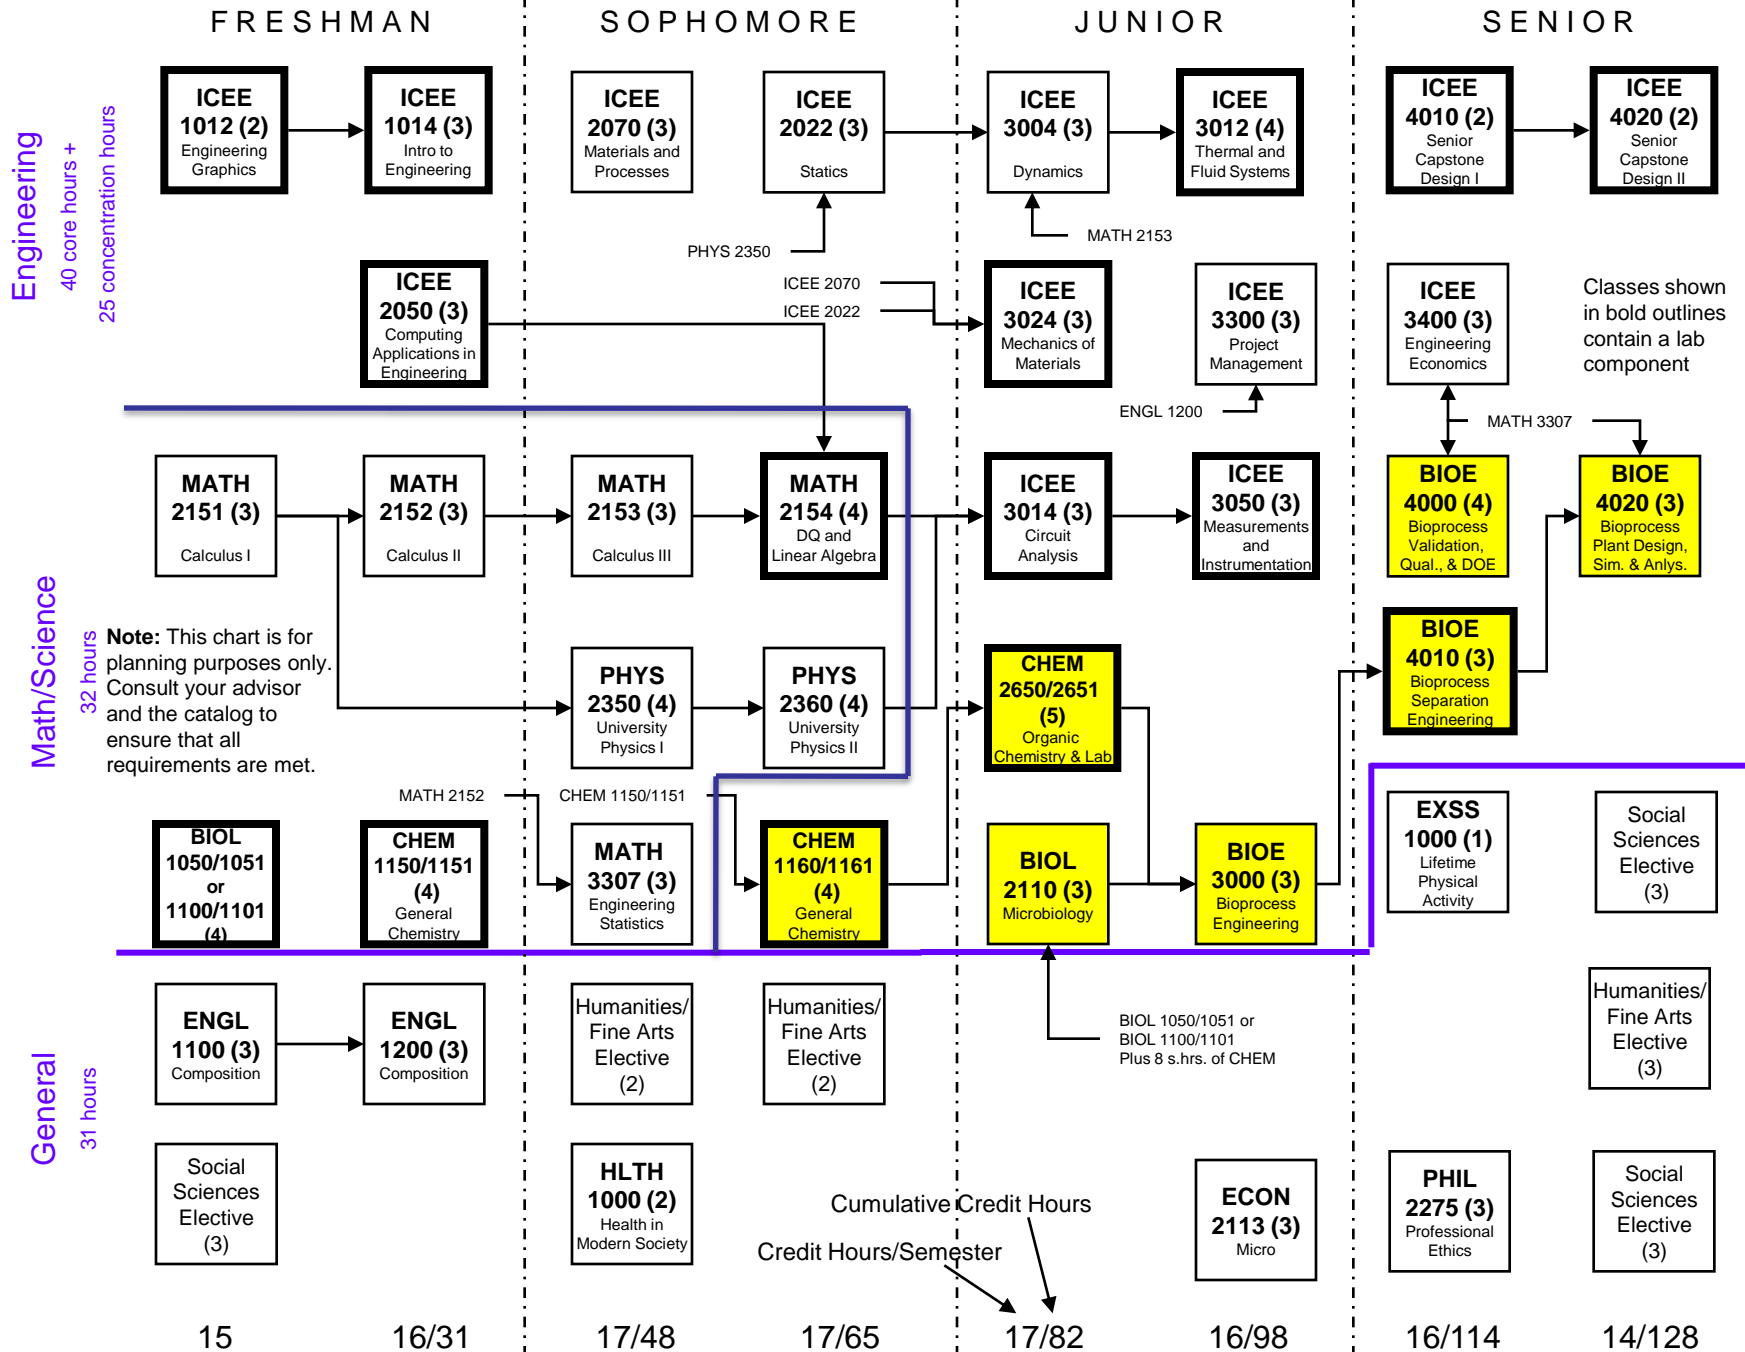 FRESHMAN
SOPHOMORE
JUNIOR
SENIOR
Engineering
40 core hours +
25 concentration hours
ICEE
1012 (2)
Engineering
Graphics
ICEE
1014 (3)
Intro to
Engineering
ICEE
2070 (3)
Materials and
Processes
ICEE
2022 (3)
Statics
ICEE
3004 (3)
Dynamics
ICEE
3012 (4)
Thermal and
Fluid Systems
ICEE
4010 (2)
Senior
Capstone
Design I
ICEE
4020 (2)
Senior
Capstone
Design II
PHYS 2350
MATH 2153
ICEE
2050 (3)
Computing
Applications in
Engineering
ICEE 2070
ICEE 2022
ICEE
3024 (3)
Mechanics of
Materials
ICEE
3300 (3)
Project
Management
ICEE
3400 (3)
Engineering
Economics
Classes shown
in bold outlines
contain a lab
component
ENGL 1200
MATH 3307
Math/Science
32 hours
MATH
2151 (3)
Calculus I
MATH
2152 (3)
Calculus II
MATH
2153 (3)
Calculus III
MATH
2154 (4)
DQ and
Linear Algebra
ICEE
3014 (3)
Circuit
Analysis
ICEE
3050 (3)
Measurements
and
Instrumentation
BIOE
4000 (4)
Bioprocess
Validation,
Qual., & DOE
BIOE
4020 (3)
Bioprocess
Plant Design,
Sim. & Anlys.
Note: This chart is for
planning purposes only.
Consult your advisor
and the catalog to
ensure that all
requirements are met.
PHYS
2350 (4)
University
Physics I
PHYS
2360 (4)
University
Physics II
CHEM
2650/2651
(5)
Organic
Chemistry & Lab
BIOE
4010 (3)
Bioprocess
Separation
Engineering
MATH 2152
CHEM 1150/1151
BIOL
1050/1051
or
1100/1101
(4)
CHEM
1150/1151
(4)
General
Chemistry
MATH
3307 (3)
Engineering
Statistics
CHEM
1160/1161
(4)
General
Chemistry
BIOL
2110 (3)
Microbiology
BIOE
3000 (3)
Bioprocess
Engineering
EXSS
1000 (1)
Lifetime
Physical
Activity
Social
Sciences
Elective
(3)
General
31 hours
ENGL
1100 (3)
Composition
ENGL
1200 (3)
Composition
Humanities/
Fine Arts
Elective
(2)
Humanities/
Fine Arts
Elective
(2)
BIOL 1050/1051 or
BIOL 1100/1101
Plus 8 s.hrs. of CHEM
Humanities/
Fine Arts
Elective
(3)
Social
Sciences
Elective
(3)
HLTH
1000 (2)
Health in
Modern Society
Cumulative Credit Hours
Credit Hours/Semester
ECON
2113 (3)
Micro
PHIL
2275 (3)
Professional
Ethics
Social
Sciences
Elective
(3)
15
16/31
17/48
17/65
17/82
16/98
16/114
14/128